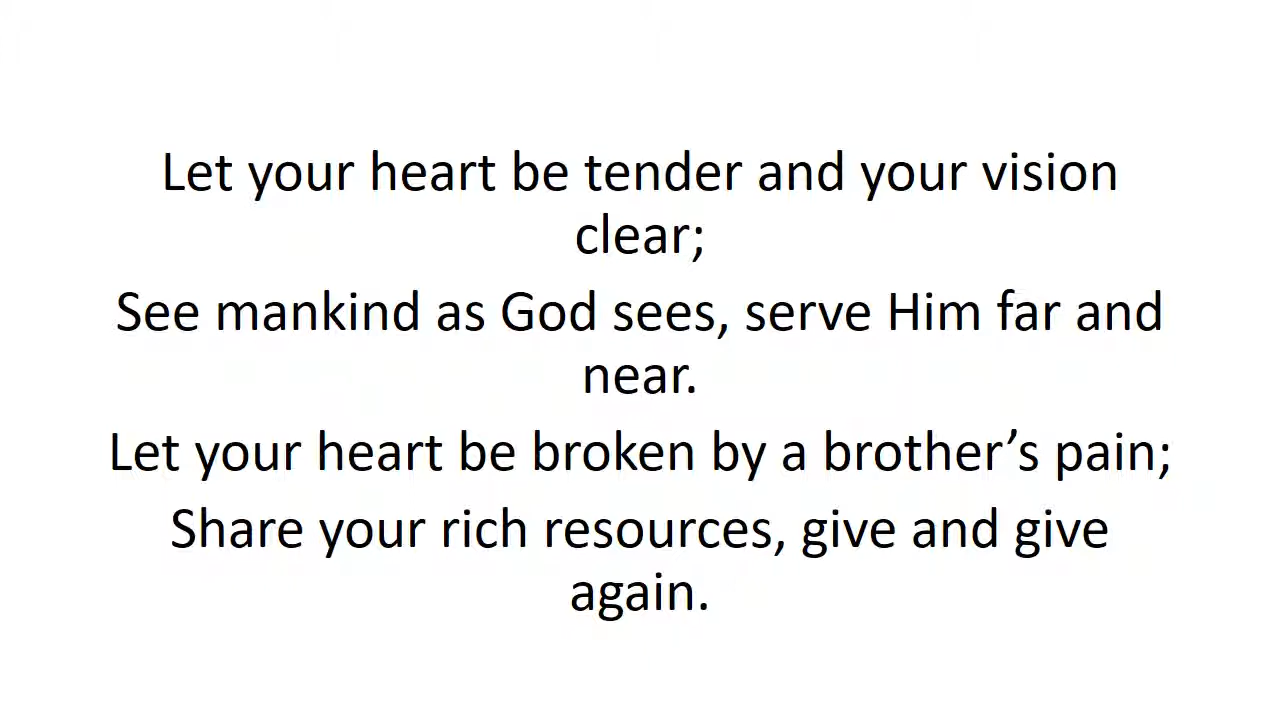 Let your heart be tender and your vision
clear;
See mankind as God sees, serve Him far and
near.
Let your heart be broken by a brother’s pain;
Share your rich resources, give and give
again.